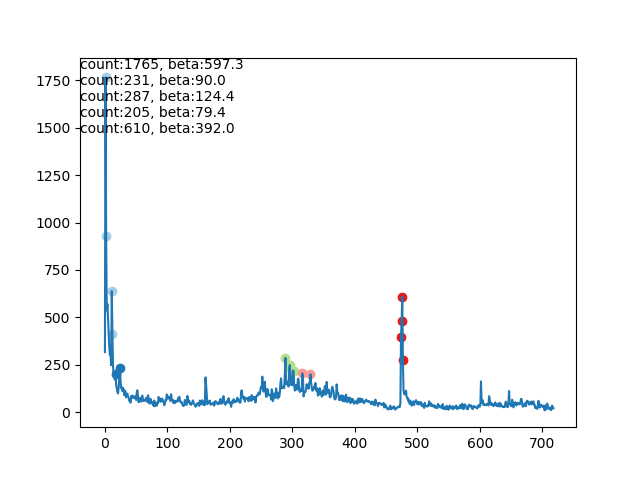 count:1765, beta:597.3
count:231, beta:90.0
count:287, beta:124.4
count:205, beta:79.4
count:610, beta:392.0
1750
1500
1250
1000
750
500
250
0
0 100 200 300 400 500 600 700